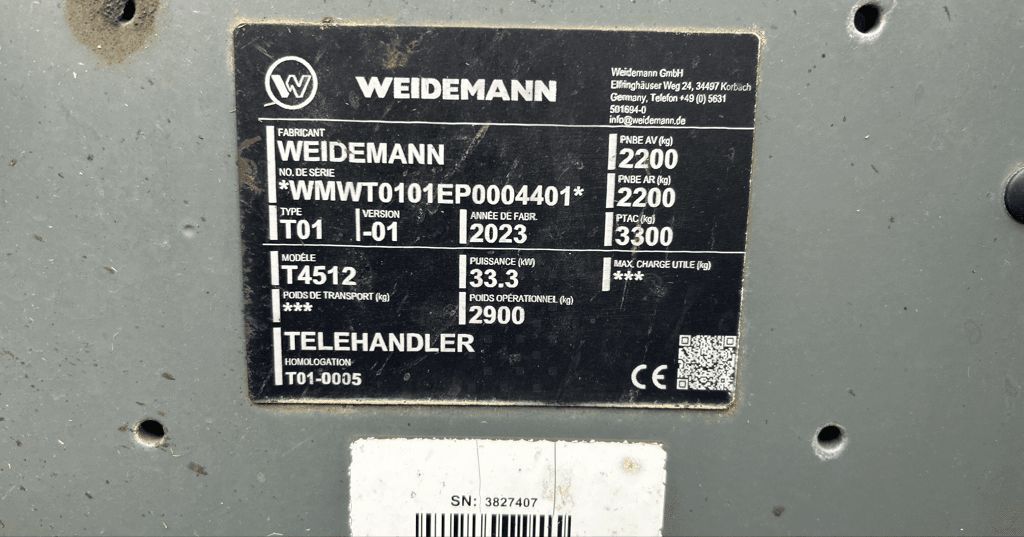 W WEIDEMANN
Weidemann GmbH
Elfringhäuser Weg 24, 34497 Korbach
Germany, Telefon +49 (0) 5631
501694-0
info@weidemann.de
FABRICANT
WEIDEMANN
PNBE AV (kg)
2200
NO. DE SÉRIE
*WMWT0101EP0004401*
PNBE AR (kg)
2200
TYPE VERSION ANNÉE DE FABR. PTAC (kg)
T01 -01 2023 3300
MODÈLE PUISSANCE (kW) MAX. CHARGE UTILE (kg)
T4512 33.3 ***
POIDS DE TRANSPORT (kg) POIDS OPÉRATIONNEL (kg)
*** 2900
TELEHANDLER
HOMOLOGATION
T01-0005
CE
SN: 3827407